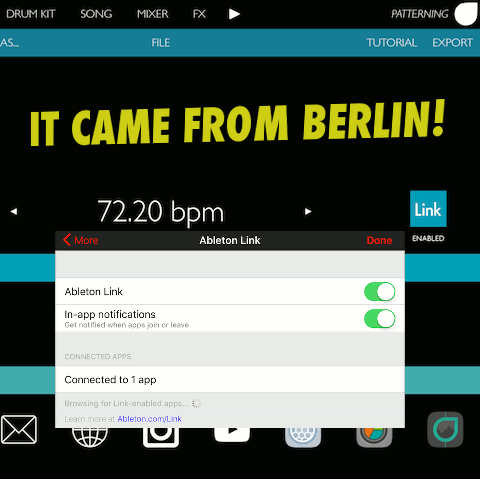 DRUM KIT SONG MIXER FX PATTERNING
AS... FILE TUTORIAL EXPORT
IT CAME FROM BERLIN!
72.20 bpm
Link
ENABLED
More Ableton Link Done
Ableton Link
In-app notifications
Get notified when apps join or leave
CONNECTED APPS
Connected to 1 app
Browsing for Link-enabled apps...
Learn more at Ableton.com/Link